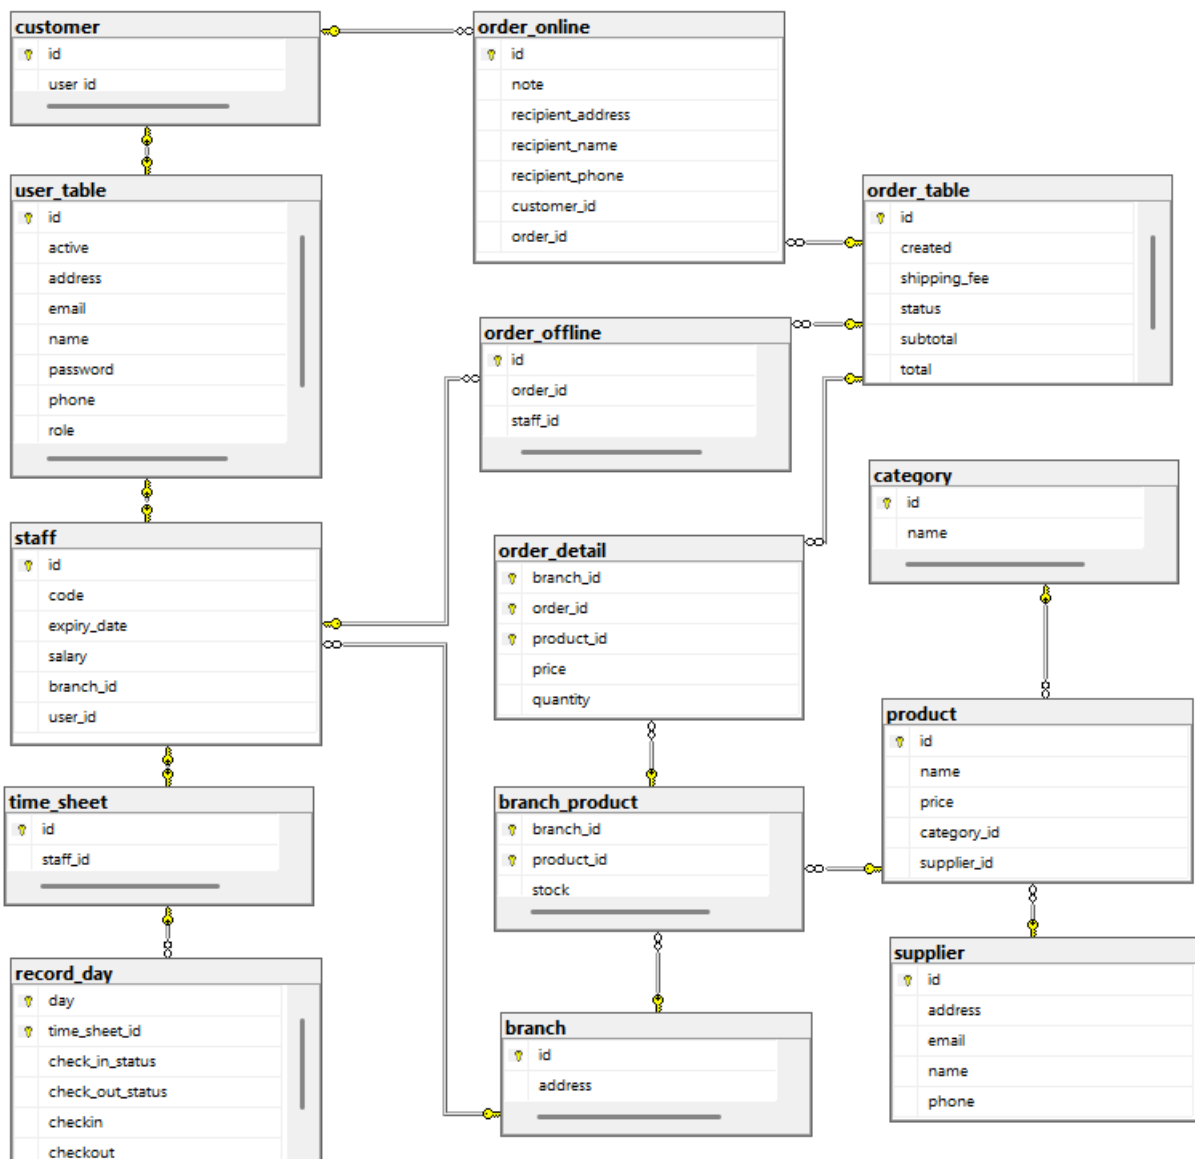 customer
id
user_id
order_online
id
note
recipient_address
recipient_name
recipient_phone
customer_id
order_id
user_table
id
active
address
email
name
password
phone
role
order_table
id
created
shipping_fee
status
subtotal
total
order_offline
id
order_id
staff_id
category
id
name
staff
id
code
expiry_date
salary
branch_id
user_id
order_detail
branch_id
order_id
product_id
price
quantity
product
id
name
price
category_id
supplier_id
time_sheet
id
staff_id
branch_product
branch_id
product_id
stock
supplier
id
address
email
name
phone
record_day
day
time_sheet_id
check_in_status
check_out_status
checkin
checkout
branch
id
address